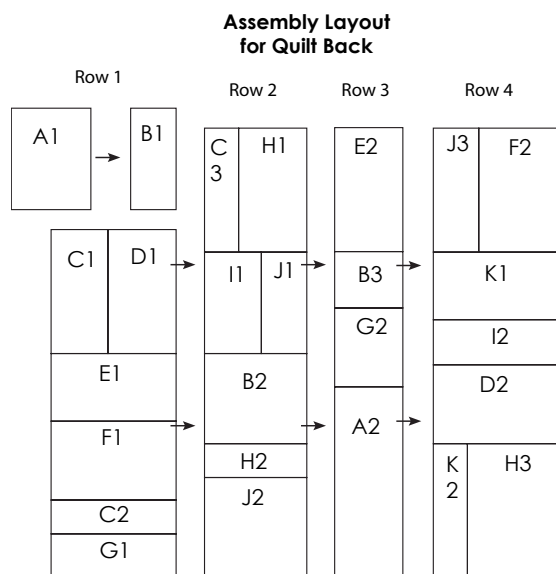 Assembly Layout
for Quilt Back
Row 1
Row 2
Row 3
Row 4
A1
B1
C1
D1
E1
F1
C2
G1
C
3
H1
I1
J1
B2
H2
J2
E2
B3
G2
A2
J3
F2
K1
I2
D2
K
2
H3